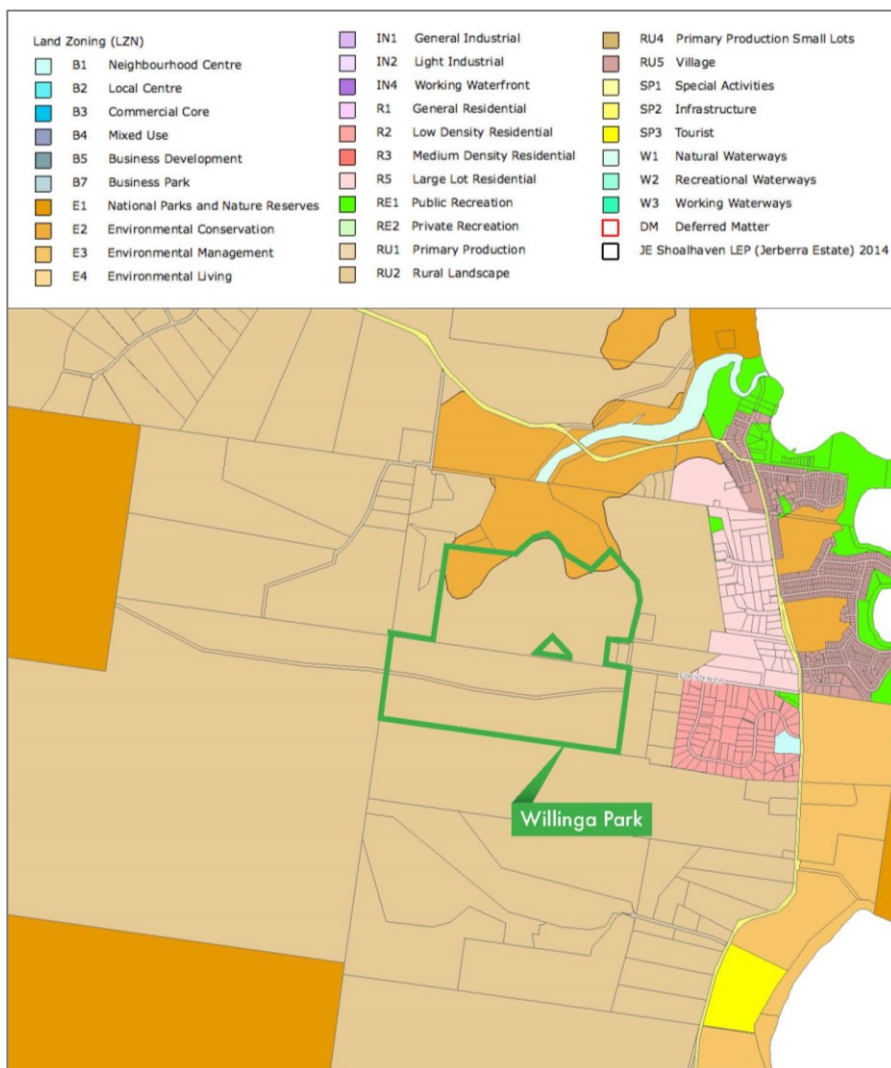 Land Zoning (LZN)
B1 Neighbourhood Centre
B2 Local Centre
B3 Commercial Core
B4 Mixed Use
B5 Business Development
B7 Business Park
E1 National Parks and Nature Reserves
E2 Environmental Conservation
E3 Environmental Management
E4 Environmental Living
IN1 General Industrial
IN2 Light Industrial
IN4 Working Waterfront
R1 General Residential
R2 Low Density Residential
R3 Medium Density Residential
R5 Large Lot Residential
RE1 Public Recreation
RE2 Private Recreation
RU1 Primary Production
RU2 Rural Landscape
RU4 Primary Production Small Lots
RU5 Village
SP1 Special Activities
SP2 Infrastructure
SP3 Tourist
W1 Natural Waterways
W2 Recreational Waterways
W3 Working Waterways
DM Deferred Matter
JE Shoalhaven LEP (Jerberra Estate) 2014
Willinga Park